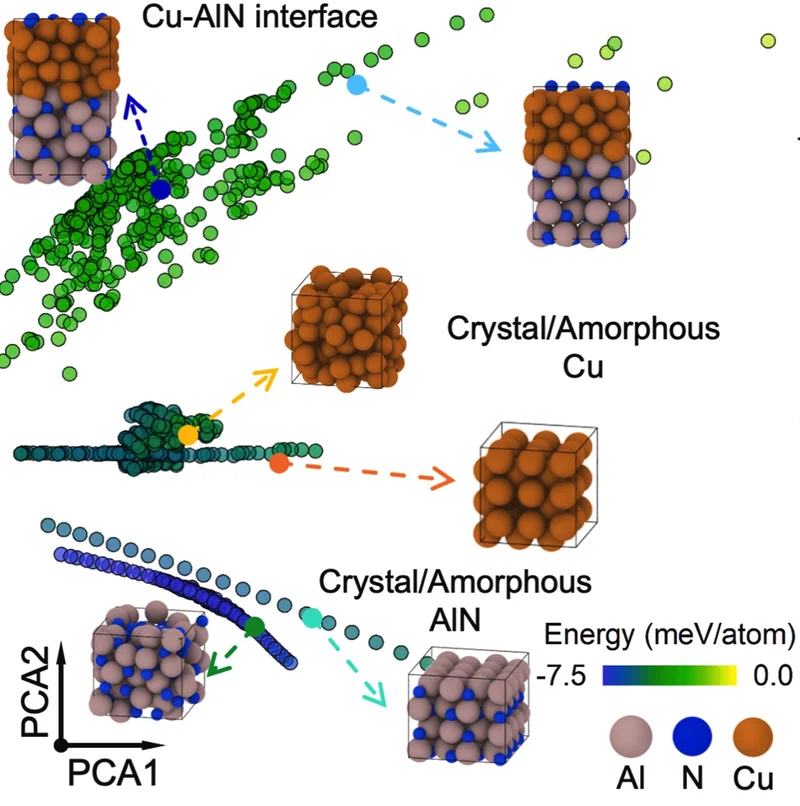 Cu-AlN interface
Crystal/Amorphous
Cu
Crystal/Amorphous
AlN
Energy (meV/atom)
-7.5 0.0
PCA2
PCA1
Al N Cu